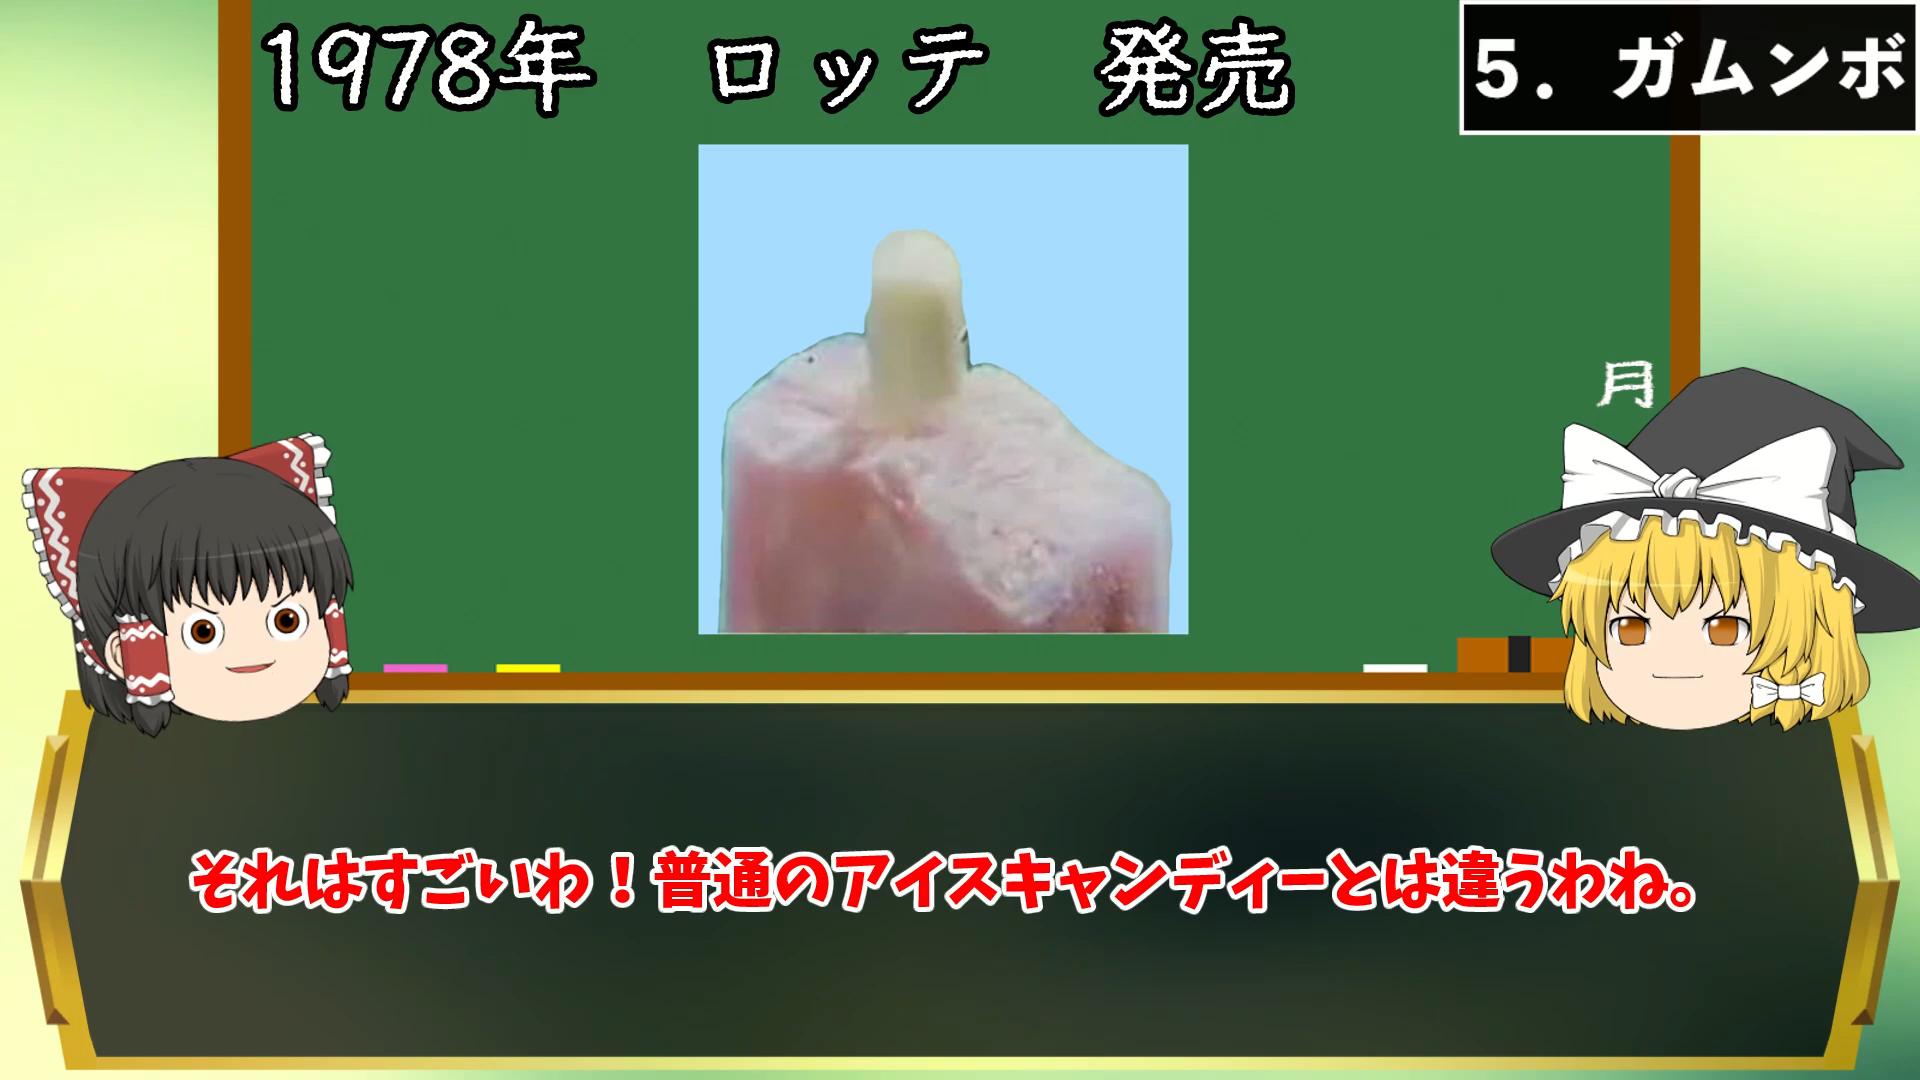 1978年　ロッテ　発売
5．ガムンボ
月
それはすごいわ！普通のアイスキャンディーとは違うわね。